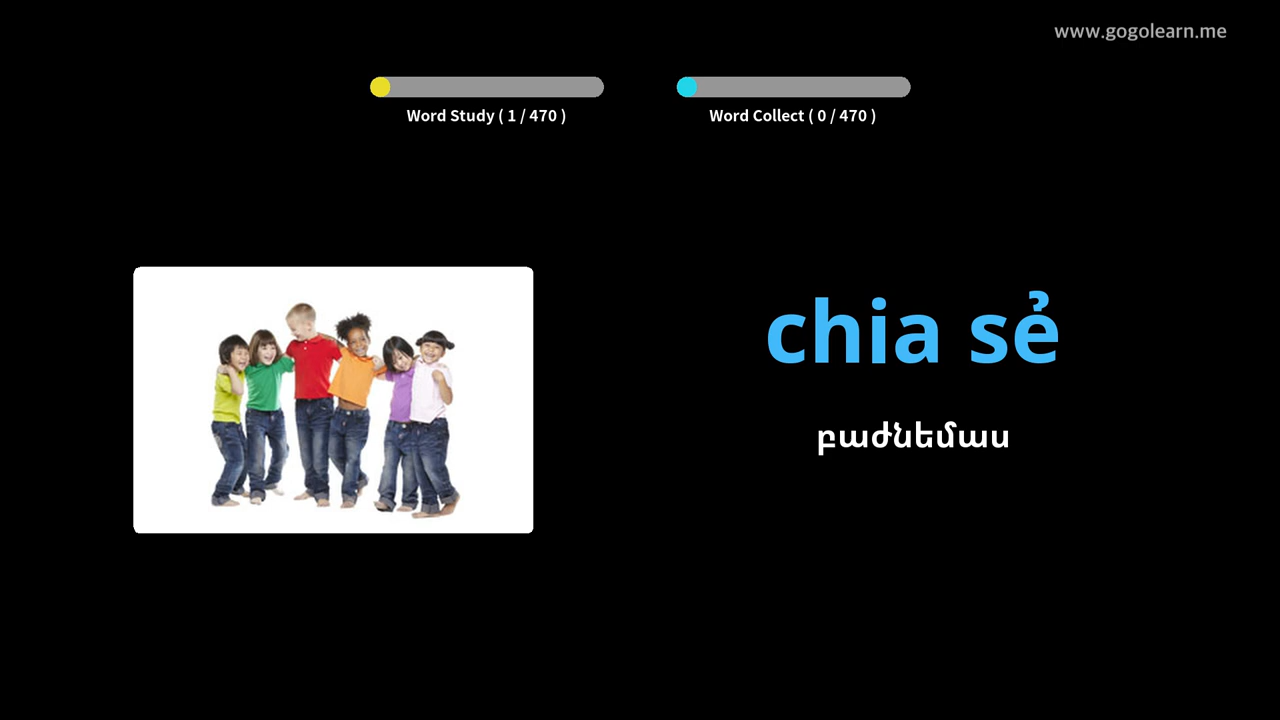 www.gogolearn.me
Word Study ( 1 / 470 )
Word Collect ( 0 / 470 )
chia sẻ
բաժնեմաս